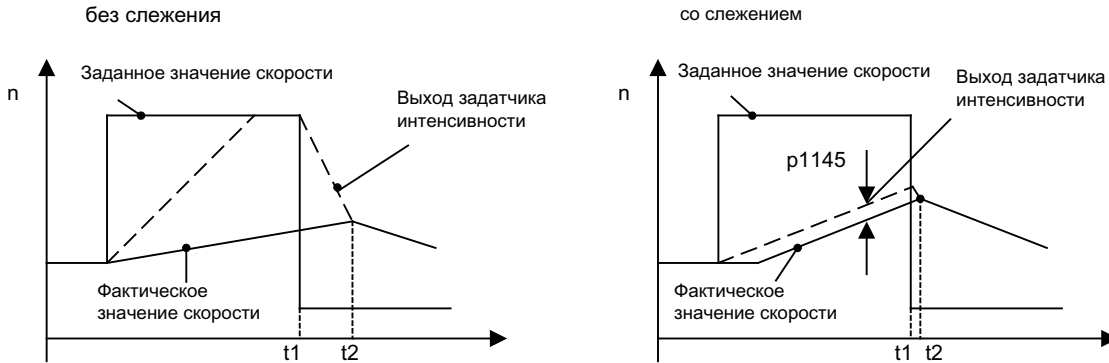 без слежения
Заданное значение скорости
n
Выход задатчика
интенсивности
Фактическое
значение скорости
t1
t2
со слежением
Заданное значение скорости
n
Выход задатчика
интенсивности
p1145
Фактическое
значение скорости
t1
t2